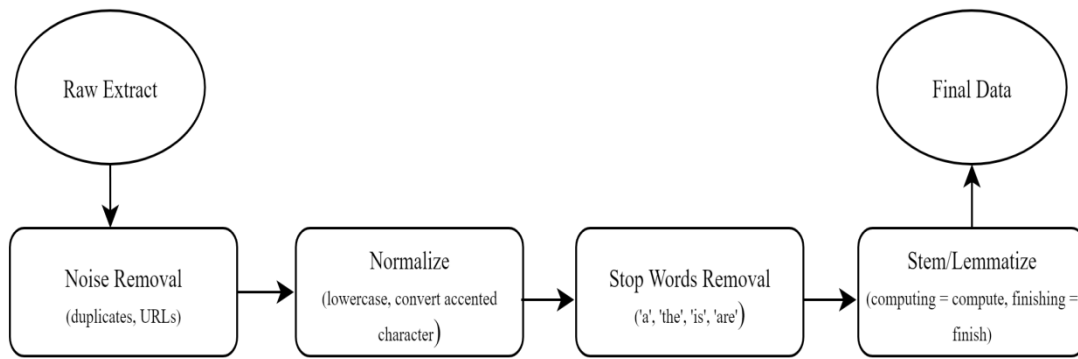 Raw Extract
Final Data
Noise Removal
(duplicates, URLs)
Normalize
(lowercase, convert accented
character)
Stop Words Removal
('a', 'the', 'is', 'are')
Stem/Lemmatize
(computing = compute, finishing =
finish)